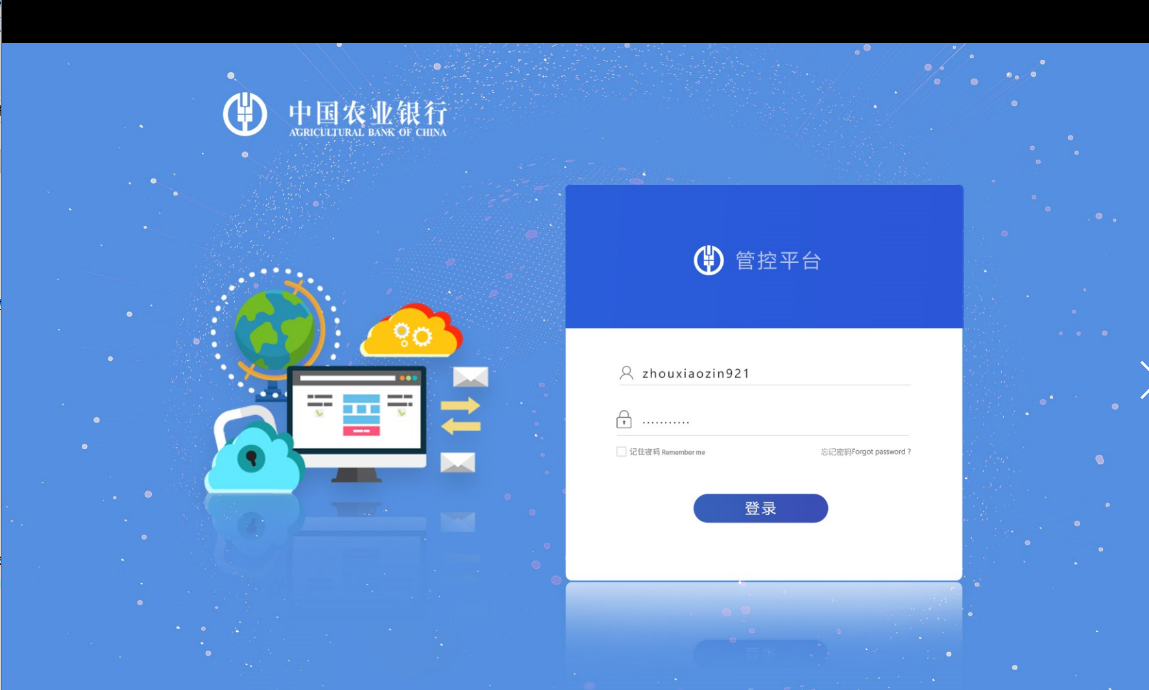 中国农业银行
AGRICULTURAL BANK OF CHINA
管控平台
zhouxiaozin921
...........
记住密码 Remember me
忘记密码Forgot password ?
登录